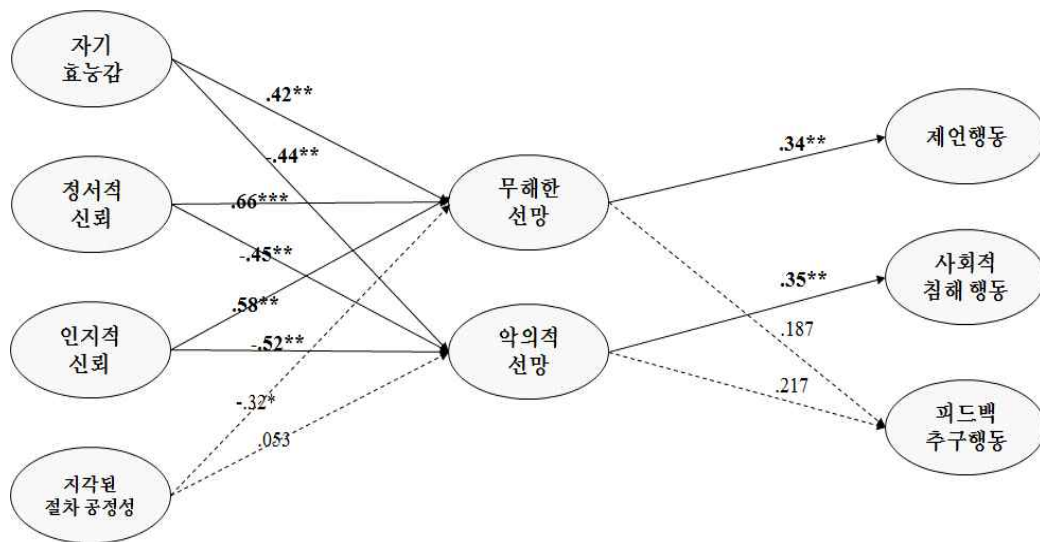 자기
효능감
.42**
-.44**
정서적
신뢰
.66***
-.45**
인지적
신뢰
.58**
-.52**
지각된
절차 공정성
-.32*
.053
무해한
선망
악의적
선망
.34**
.187
.35**
.217
제언행동
사회적
침해 행동
피드백
추구행동